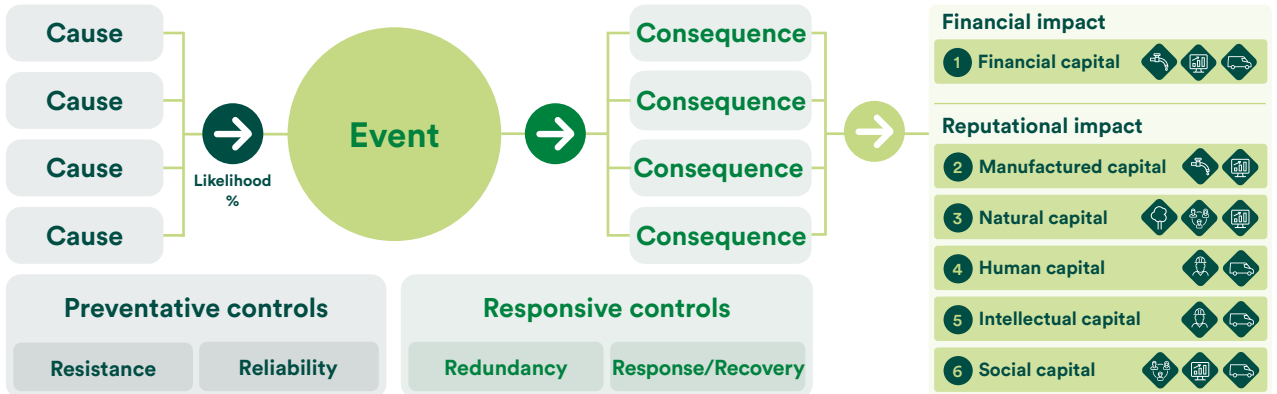 Cause
Cause
Cause
Cause
Likelihood
%
Event
Consequence
Consequence
Consequence
Consequence
Preventative controls
Resistance
Reliability
Responsive controls
Redundancy
Response/Recovery
Financial impact
1 Financial capital
Reputational impact
2 Manufactured capital
3 Natural capital
4 Human capital
5 Intellectual capital
6 Social capital